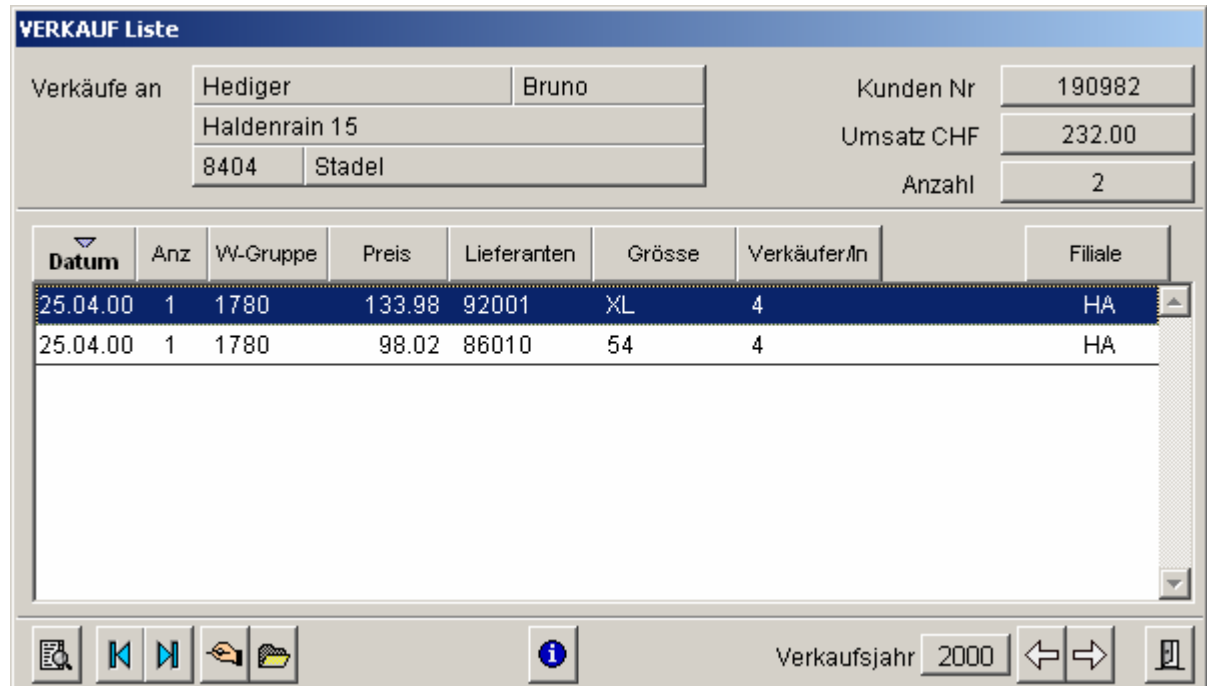 VERKAUF Liste
Verkäufe an Hediger Bruno Kunden Nr 190982
Haldenrain 15 Umsatz CHF 232.00
8404 Stadel Anzahl 2
Datum Anz W-Gruppe Preis Lieferanten Grösse Verkäufer/In Filiale
25.04.00 1 1780 133.98 92001 XL 4 HA
25.04.00 1 1780 98.02 86010 54 4 HA
Verkaufsjahr 2000